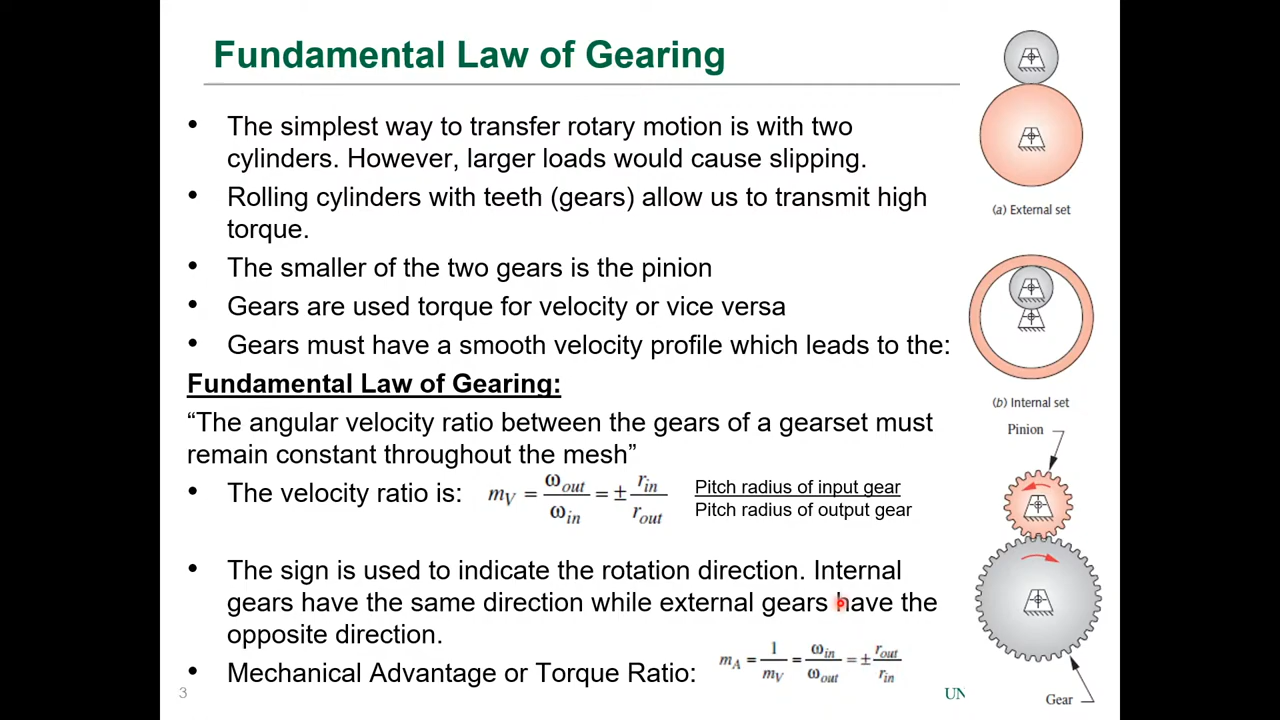 Fundamental Law of Gearing
• The simplest way to transfer rotary motion is with two
cylinders. However, larger loads would cause slipping.
• Rolling cylinders with teeth (gears) allow us to transmit high
torque.
• The smaller of the two gears is the pinion
• Gears are used torque for velocity or vice versa
• Gears must have a smooth velocity profile which leads to the:
Fundamental Law of Gearing:
“The angular velocity ratio between the gears of a gearset must
remain constant throughout the mesh”
• The velocity ratio is: m_V = ω_out / ω_in = ± r_in / r_out
Pitch radius of input gear
Pitch radius of output gear
• The sign is used to indicate the rotation direction. Internal
gears have the same direction while external gears have the
opposite direction.
• Mechanical Advantage or Torque Ratio: m_A = 1 / m_V = ω_in / ω_out = ± r_out / r_in
3
UN
(a) External set
(b) Internal set
Pinion
Gear